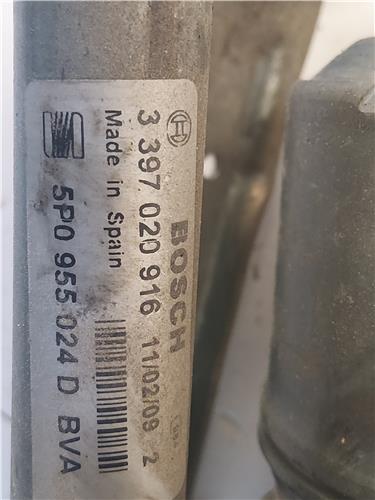 BOSCH
3 397 020 916 11/02/09 2
Made in Spain
5P0 955 024 D BVA